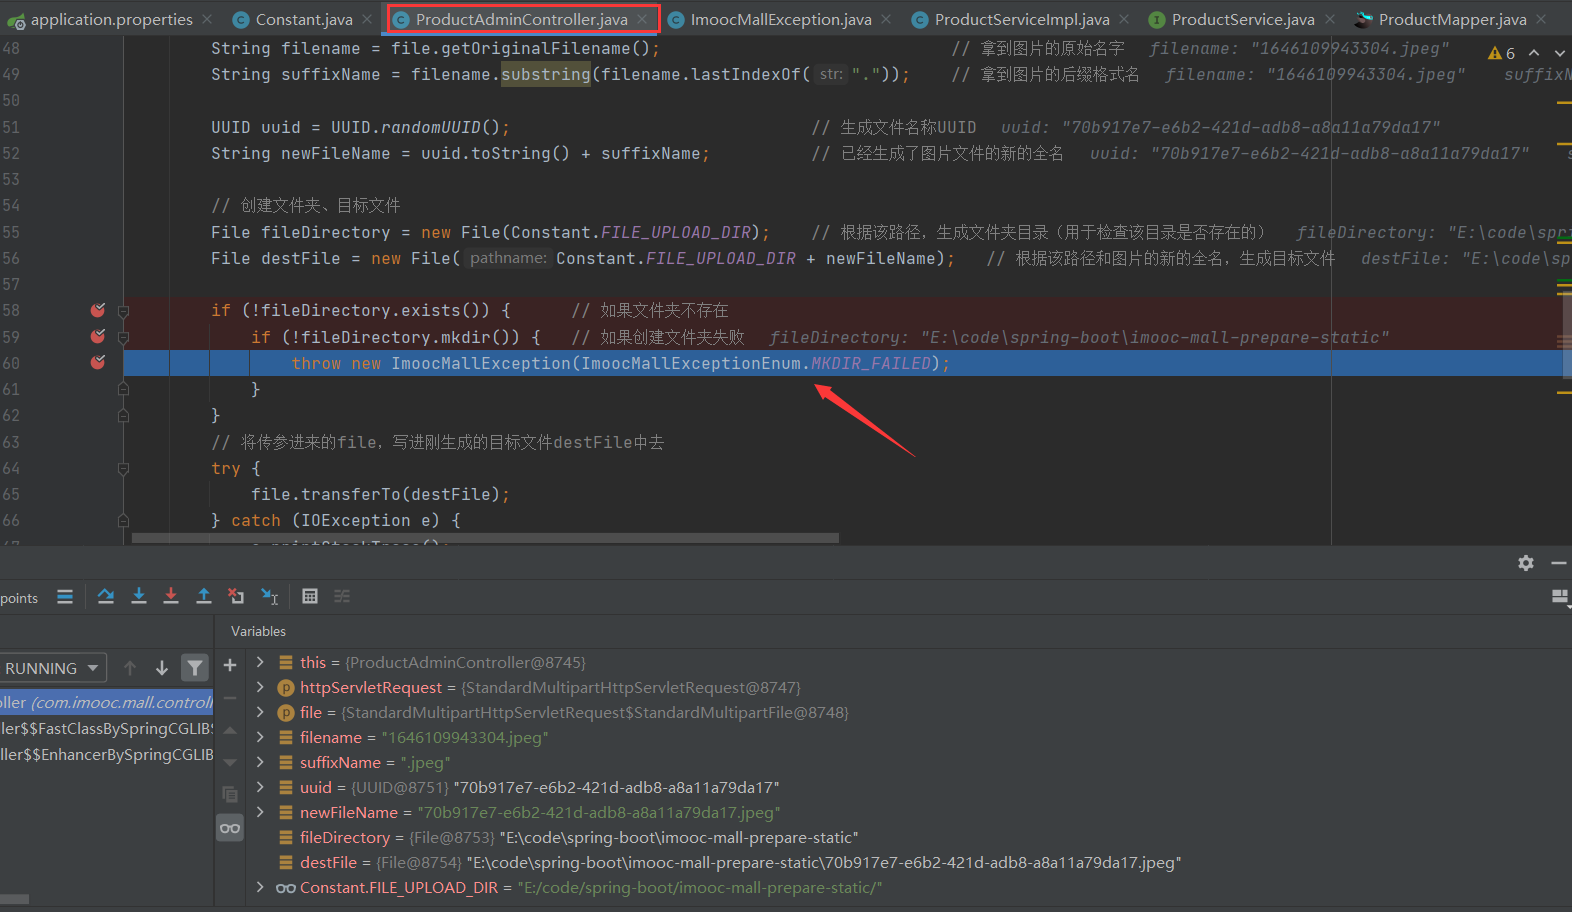 application.properties
Constant.java
ProductAdminController.java
ImoocMallException.java
ProductServiceImpl.java
ProductService.java
ProductMapper.java
48 String filename = file.getOriginalFilename(); // 拿到图片的原始名字 filename: "1646109943304.jpeg"
6
49 String suffixName = filename.substring(filename.lastIndexOf( str: ".")); // 拿到图片的后缀格式名 filename: "1646109943304.jpeg" suffixN
50
51 UUID uuid = UUID.randomUUID(); // 生成文件名称UUID uuid: "70b917e7-e6b2-421d-adb8-a8a11a79da17"
52 String newFileName = uuid.toString() + suffixName; // 已经生成了图片文件的新的全名 uuid: "70b917e7-e6b2-421d-adb8-a8a11a79da17"
53
54 // 创建文件夹、目标文件
55 File fileDirectory = new File(Constant.FILE_UPLOAD_DIR); // 根据该路径，生成文件夹目录（用于检查该目录是否存在的） fileDirectory: "E:\code\spr
56 File destFile = new File( pathname: Constant.FILE_UPLOAD_DIR + newFileName); // 根据该路径和图片的新的全名，生成目标文件 destFile: "E:\code\sp
57
58 if (!fileDirectory.exists()) { // 如果文件夹不存在
59 if (!fileDirectory.mkdir()) { // 如果创建文件夹失败 fileDirectory: "E:\code\spring-boot\imooc-mall-prepare-static"
60 throw new ImoocMallException(ImoocMallExceptionEnum.MKDIR_FAILED);
61 }
62 }
63 // 将传参进来的file，写进刚生成的目标文件destFile中去
64 try {
65 file.transferTo(destFile);
66 } catch (IOException e) {
points
Variables
RUNNING
oller (com.imooc.mall.controll
ller$$FastClassBySpringCGLIB$
ller$$EnhancerBySpringCGLIB
this = {ProductAdminController@8745}
httpServletRequest = {StandardMultipartHttpServletRequest@8747}
file = {StandardMultipartHttpServletRequest$StandardMultipartFile@8748}
filename = "1646109943304.jpeg"
suffixName = ".jpeg"
uuid = {UUID@8751} "70b917e7-e6b2-421d-adb8-a8a11a79da17"
newFileName = "70b917e7-e6b2-421d-adb8-a8a11a79da17.jpeg"
fileDirectory = {File@8753} "E:\code\spring-boot\imooc-mall-prepare-static"
destFile = {File@8754} "E:\code\spring-boot\imooc-mall-prepare-static\70b917e7-e6b2-421d-adb8-a8a11a79da17.jpeg"
Constant.FILE_UPLOAD_DIR = "E:/code/spring-boot/imooc-mall-prepare-static/"